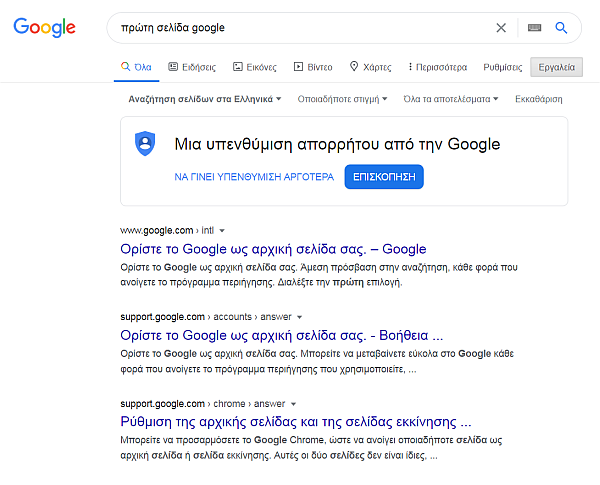 Google
πρώτη σελίδα google
Όλα Ειδήσεις Εικόνες Βίντεο Χάρτες Περισσότερα Ρυθμίσεις Εργαλεία
Αναζήτηση σελίδων στα Ελληνικά Οποιαδήποτε στιγμή Όλα τα αποτελέσματα Εκκαθάριση
Μια υπενθύμιση απορρήτου από την Google
ΝΑ ΓΙΝΕΙ ΥΠΕΝΘΥΜΙΣΗ ΑΡΓΟΤΕΡΑ ΕΠΙΣΚΟΠΗΣΗ
www.google.com › intl
Ορίστε το Google ως αρχική σελίδα σας. – Google
Ορίστε το Google ως αρχική σελίδα σας. Άμεση πρόσβαση στην αναζήτηση, κάθε φορά που
ανοίγετε το πρόγραμμα περιήγησης. Διαλέξτε την πρώτη επιλογή.
support.google.com › accounts › answer
Ορίστε το Google ως αρχική σελίδα σας. - Βοήθεια ...
Ορίστε το Google ως αρχική σελίδα σας. Μπορείτε να μεταβαίνετε εύκολα στο Google κάθε
φορά που ανοίγετε το πρόγραμμα περιήγησης που χρησιμοποιείτε, ...
support.google.com › chrome › answer
Ρύθμιση της αρχικής σελίδας και της σελίδας εκκίνησης ...
Μπορείτε να προσαρμόσετε το Google Chrome, ώστε να ανοίγει οποιαδήποτε σελίδα ως
αρχική σελίδα ή σελίδα εκκίνησης. Αυτές οι δύο σελίδες δεν είναι ίδιες, ...